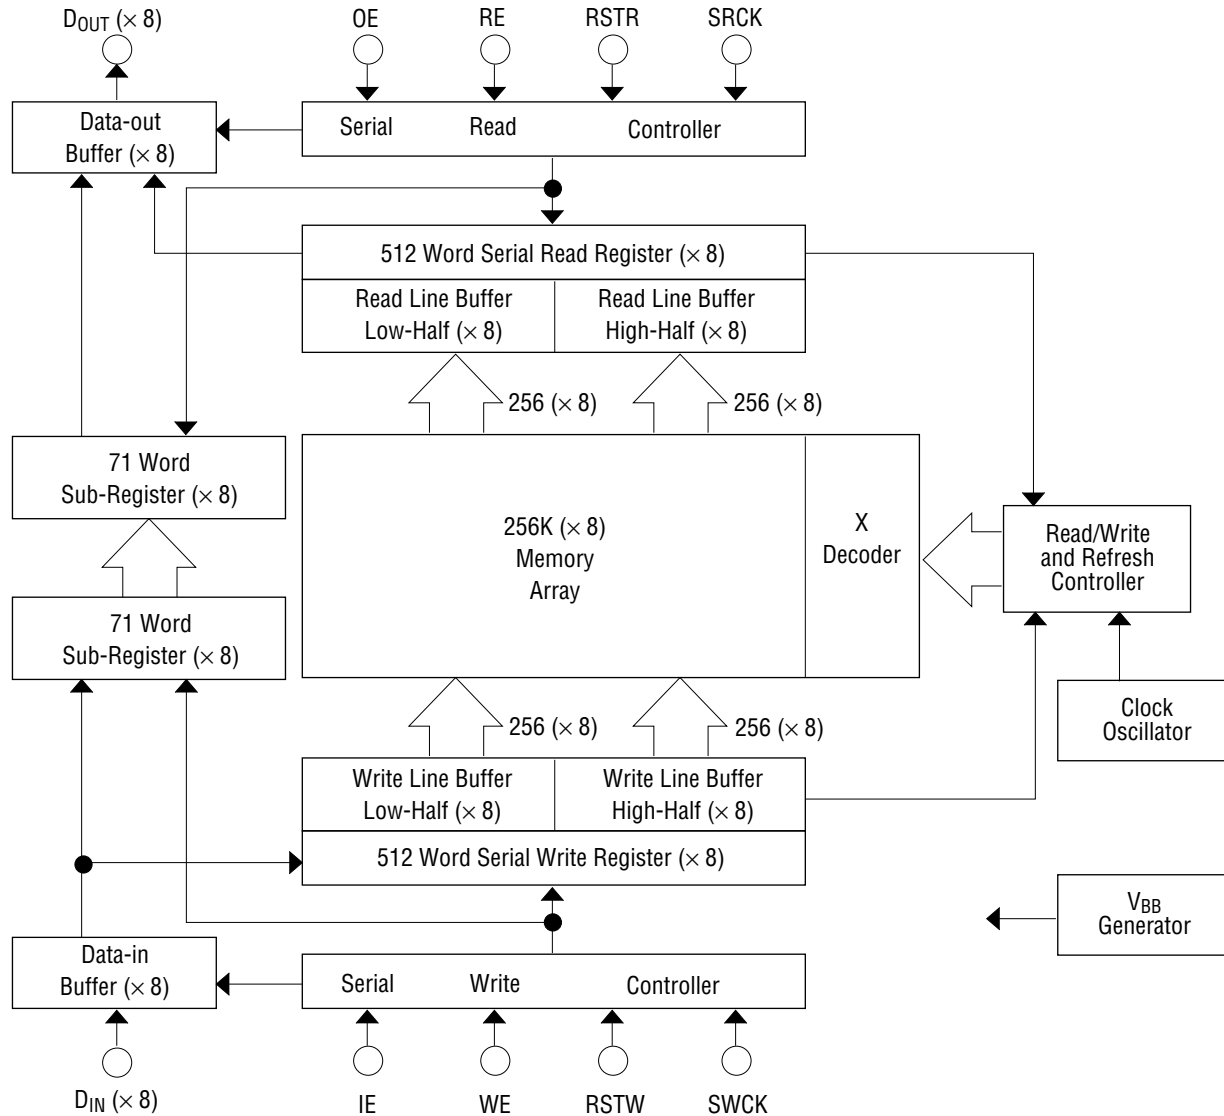 D_OUT (× 8)
OE
RE
RSTR
SRCK
Data-out
Buffer (× 8)
Serial Read Controller
512 Word Serial Read Register (× 8)
Read Line Buffer
Low-Half (× 8)
Read Line Buffer
High-Half (× 8)
256 (× 8)
256 (× 8)
71 Word
Sub-Register (× 8)
256K (× 8)
Memory
Array
X
Decoder
Read/Write
and Refresh
Controller
71 Word
Sub-Register (× 8)
256 (× 8)
256 (× 8)
Clock
Oscillator
Write Line Buffer
Low-Half (× 8)
Write Line Buffer
High-Half (× 8)
512 Word Serial Write Register (× 8)
V_BB
Generator
Data-in
Buffer (× 8)
Serial Write Controller
D_IN (× 8)
IE
WE
RSTW
SWCK